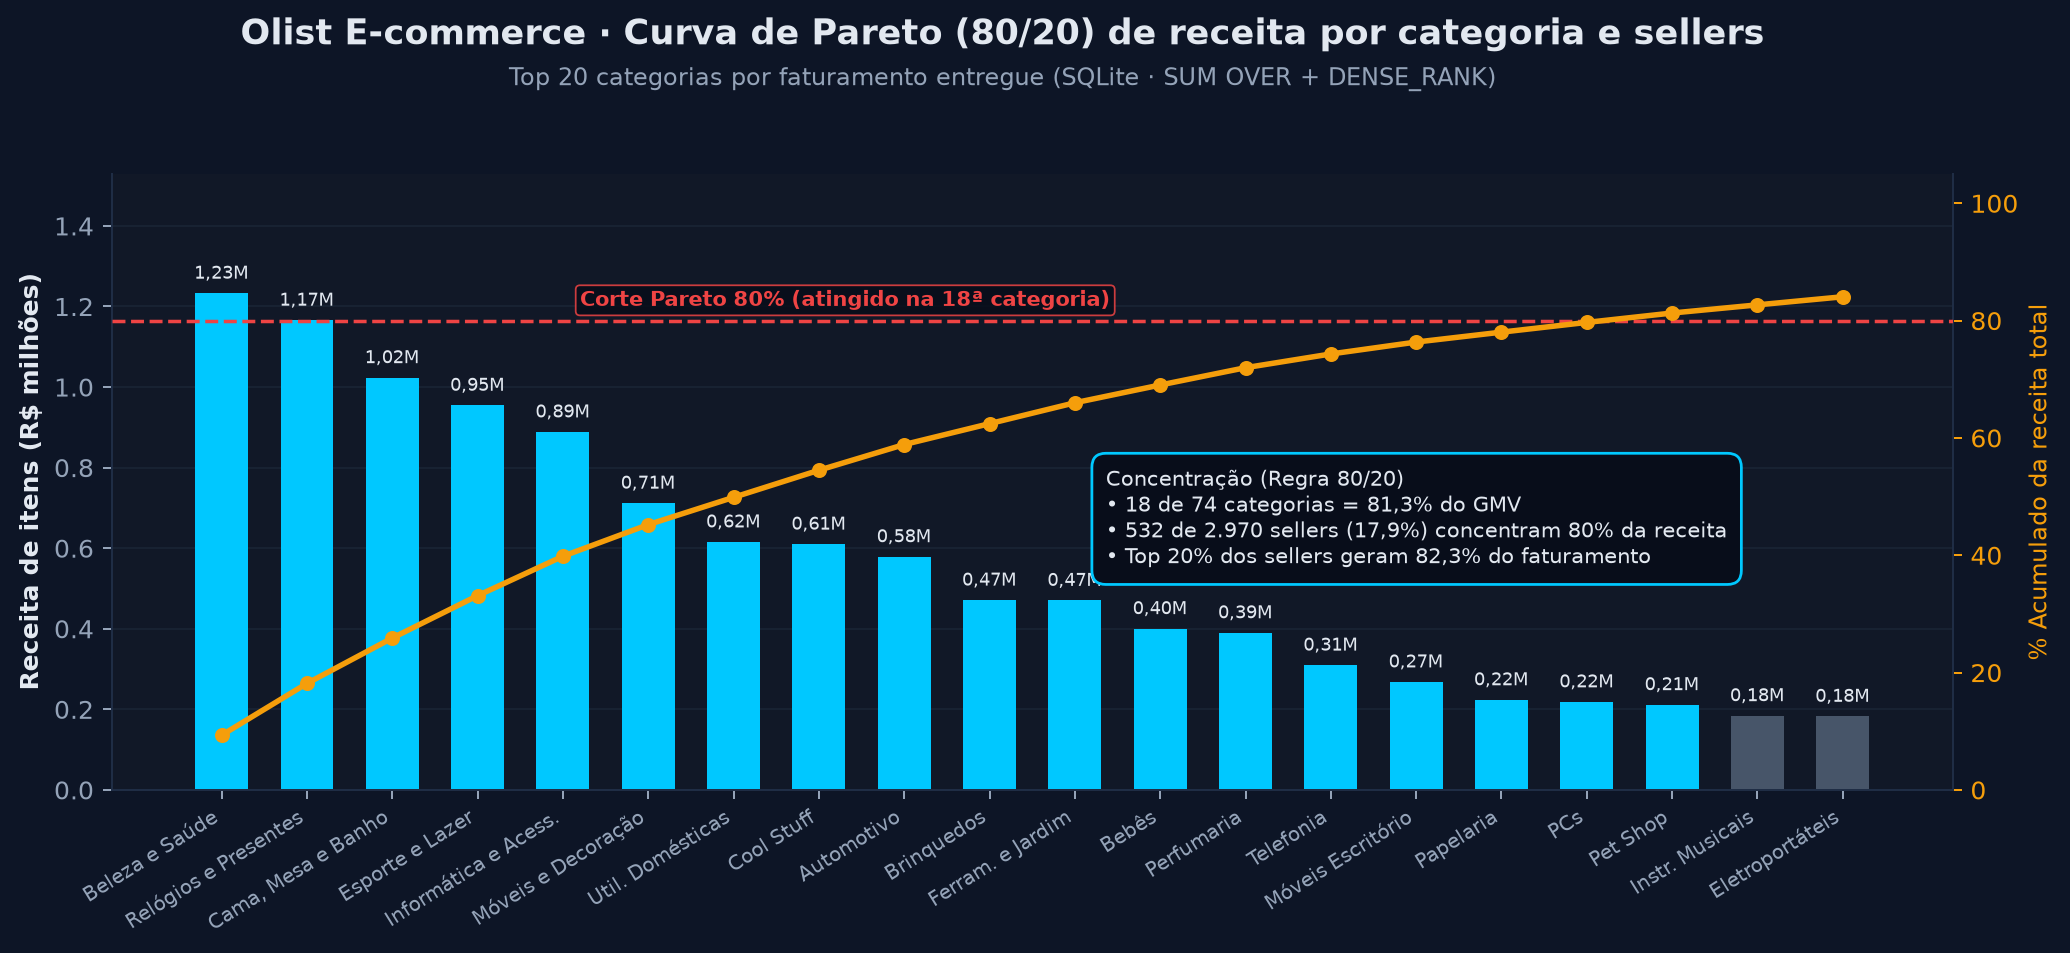 Olist E-commerce · Curva de Pareto (80/20) de receita por categoria e sellers
Top 20 categorias por faturamento entregue (SQLite · SUM OVER + DENSE_RANK)
Receita de itens (R$ milhões)
1.4
1.2
1.0
0.8
0.6
0.4
0.2
0.0
1,23M
1,17M
1,02M
0,95M
0,89M
0,71M
0,62M
0,61M
0,58M
0,47M
0,47M
0,40M
0,39M
0,31M
0,27M
0,22M
0,22M
0,21M
0,18M
0,18M
Corte Pareto 80% (atingido na 18ª categoria)
Concentração (Regra 80/20)
• 18 de 74 categorias = 81,3% do GMV
• 532 de 2.970 sellers (17,9%) concentram 80% da receita
• Top 20% dos sellers geram 82,3% do faturamento
100
80
60
40
20
0
% Acumulado da receita total
Beleza e Saúde
Relógios e Presentes
Cama, Mesa e Banho
Esporte e Lazer
Informática e Acess.
Móveis e Decoração
Util. Domésticas
Cool Stuff
Automotivo
Brinquedos
Ferram. e Jardim
Bebês
Perfumaria
Telefonia
Móveis Escritório
Papelaria
PCs
Pet Shop
Instr. Musicais
Eletroportáteis